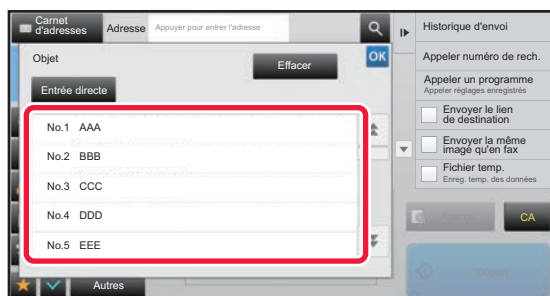 Carnet
d'adresses
Adresse
Appuyer pour entrer l'adresse
Objet
Effacer
OK
Entrée directe
No.1 AAA
No.2 BBB
No.3 CCC
No.4 DDD
No.5 EEE
Autres
Historique d'envoi
Appeler numéro de rech.
Appeler un programme
Appeler réglages enregistrés
Envoyer le lien
de destination
Envoyer la même
image qu'en fax
Fichier temp.
Enreg. temp. des données
CA
Départ